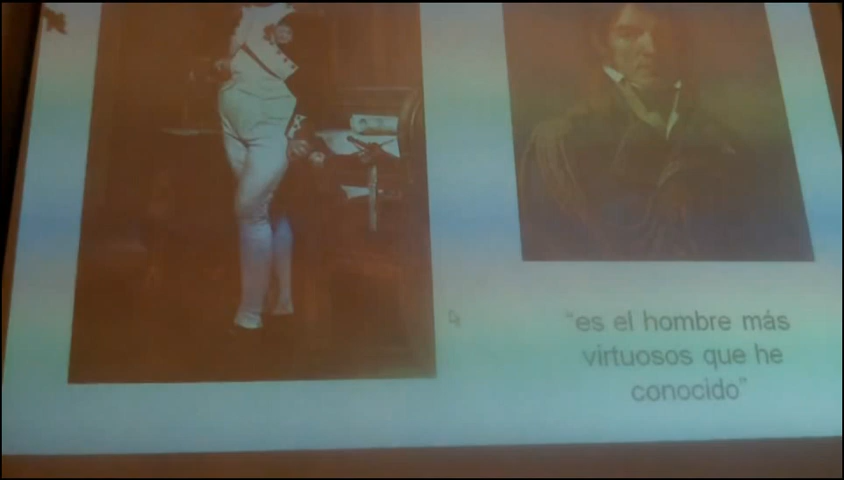 "es el hombre más
virtuosos que he
conocido"